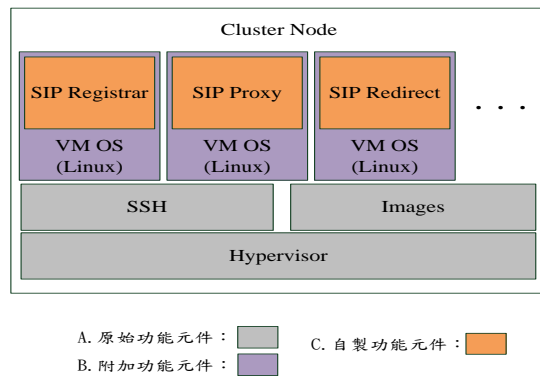 Cluster Node
SIP Registrar
SIP Proxy
SIP Redirect
. . .
VM OS
(Linux)
VM OS
(Linux)
VM OS
(Linux)
SSH
Images
Hypervisor
A. 原始功能元件：
B. 附加功能元件：
C. 自製功能元件：